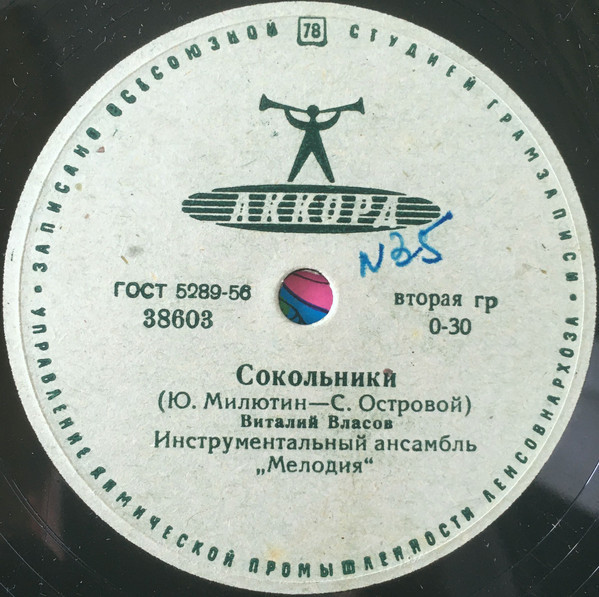 ЗАПИСАНО ВСЕСОЮЗНОЙ 78 СТУДИЕЙ ГРАМЗАПИСИ
АККОРД
№35
ГОСТ 5289-56
38603
вторая гр
0-30
Сокольники
(Ю. Милютин—С. Островой)
Виталий Власов
Инструментальный ансамбль
„Мелодия“
УПРАВЛЕНИЕ ХИМИЧЕСКОЙ ПРОМЫШЛЕННОСТИ ЛЕНСОВНАРХОЗА